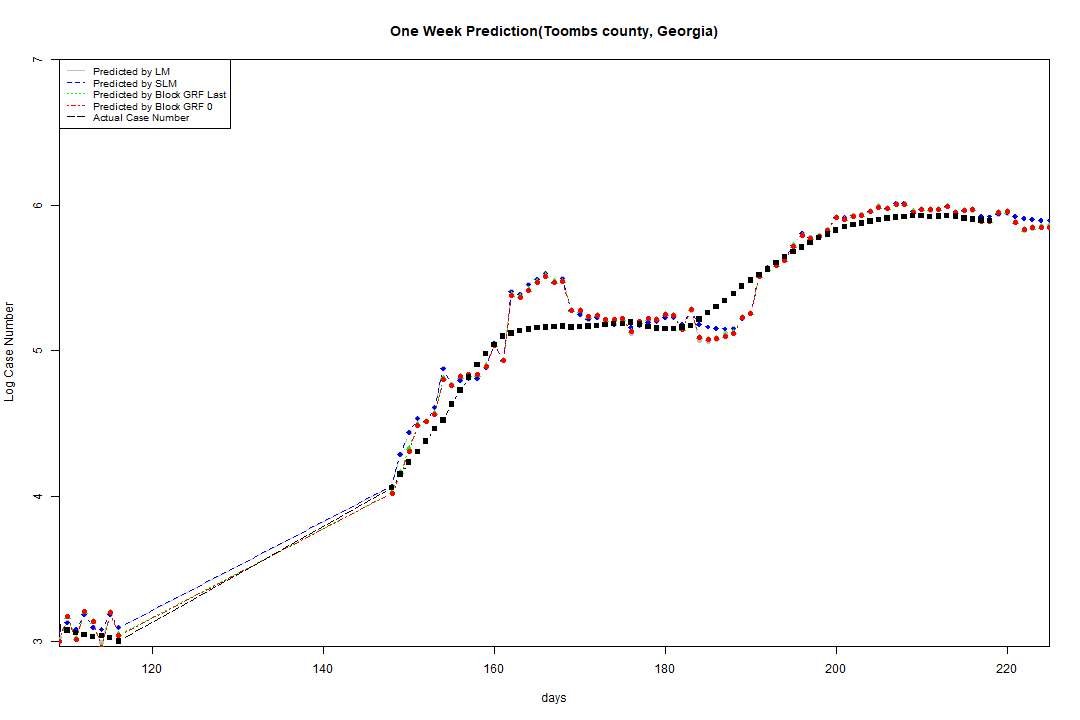 One Week Prediction(Toombs county, Georgia)
Predicted by LM
Predicted by SLM
Predicted by Block GRF Last
Predicted by Block GRF 0
Actual Case Number
7
6
5
4
3
Log Case Number
120 140 160 180 200 220
days